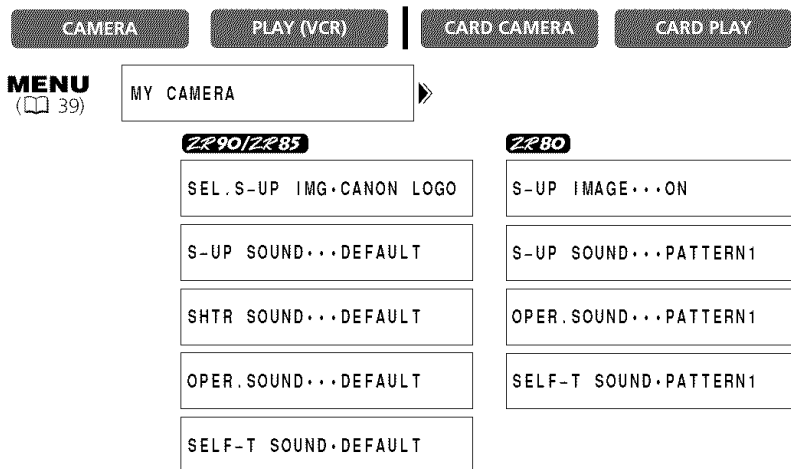 CAMERA PLAY (VCR) CARD CAMERA CARD PLAY
MENU
(39) MY CAMERA
ZR90/ZR85 ZR80
SEL.S-UP IMG·CANON LOGO S-UP IMAGE···ON
S-UP SOUND···DEFAULT S-UP SOUND···PATTERN1
SHTR SOUND···DEFAULT OPER.SOUND···PATTERN1
OPER.SOUND···DEFAULT SELF-T SOUND·PATTERN1
SELF-T SOUND·DEFAULT